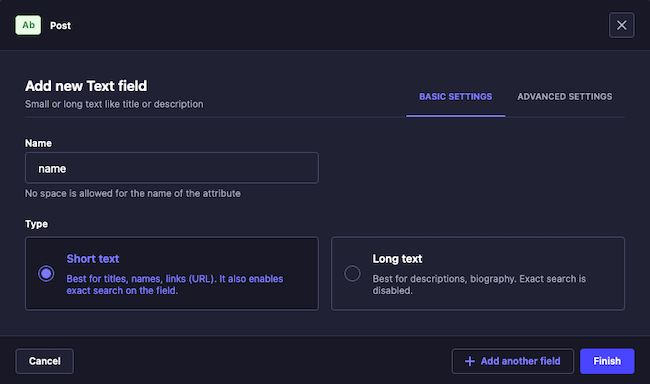 Ab Post
Add new Text field
Small or long text like title or description
BASIC SETTINGS
ADVANCED SETTINGS
Name
name
No space is allowed for the name of the attribute
Type
Short text
Best for titles, names, links (URL). It also enables
exact search on the field.
Long text
Best for descriptions, biography. Exact search is
disabled.
Cancel
Add another field
Finish